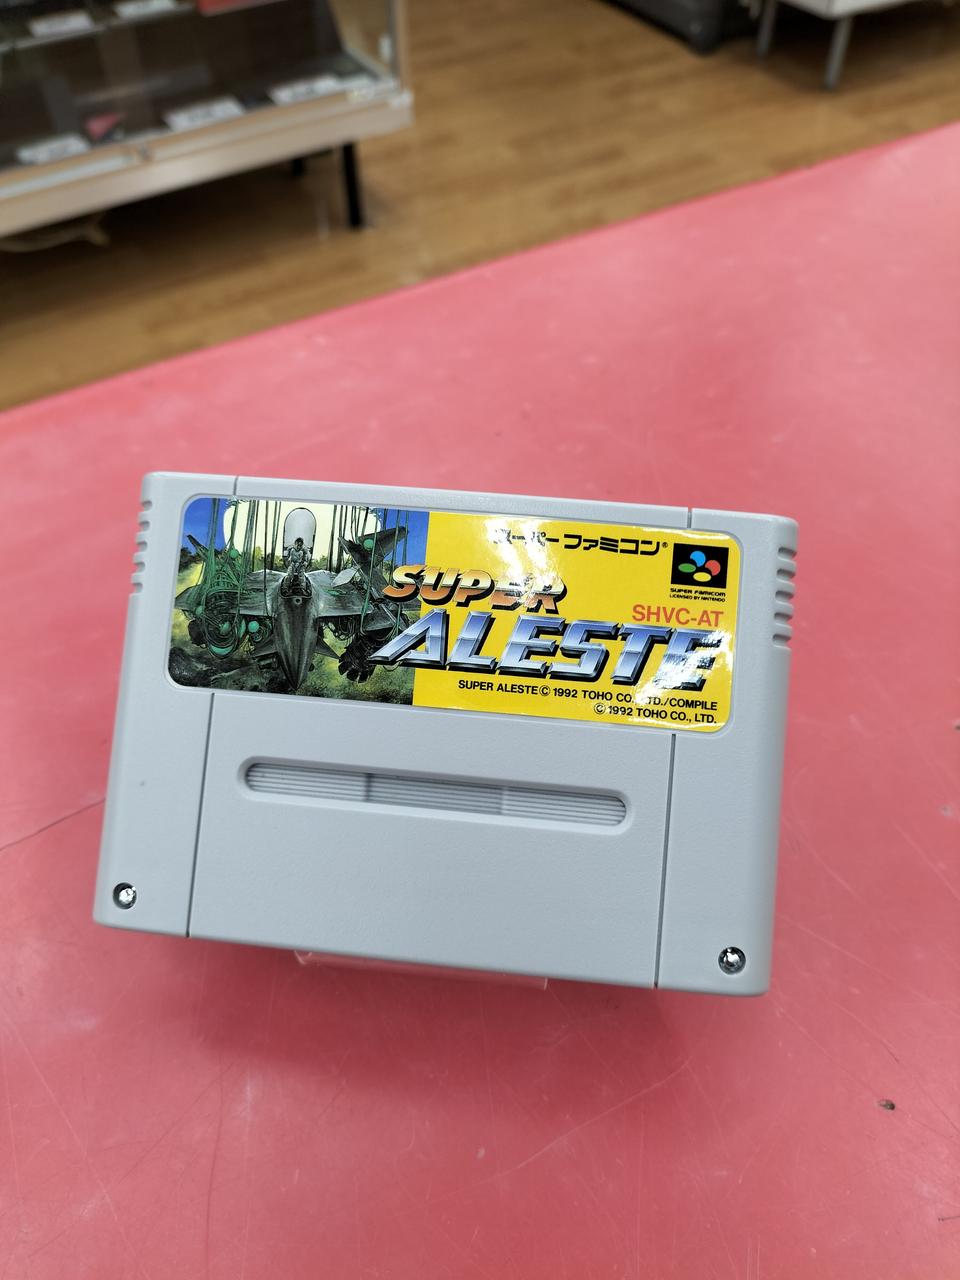 スーパーファミコン®
SUPER FAMICOM
LICENSED BY NINTENDO
SUPER
SHVC-AT
ALESTE
SUPER ALESTE © 1992 TOHO CO., LTD./COMPILE
© 1992 TOHO CO., LTD.